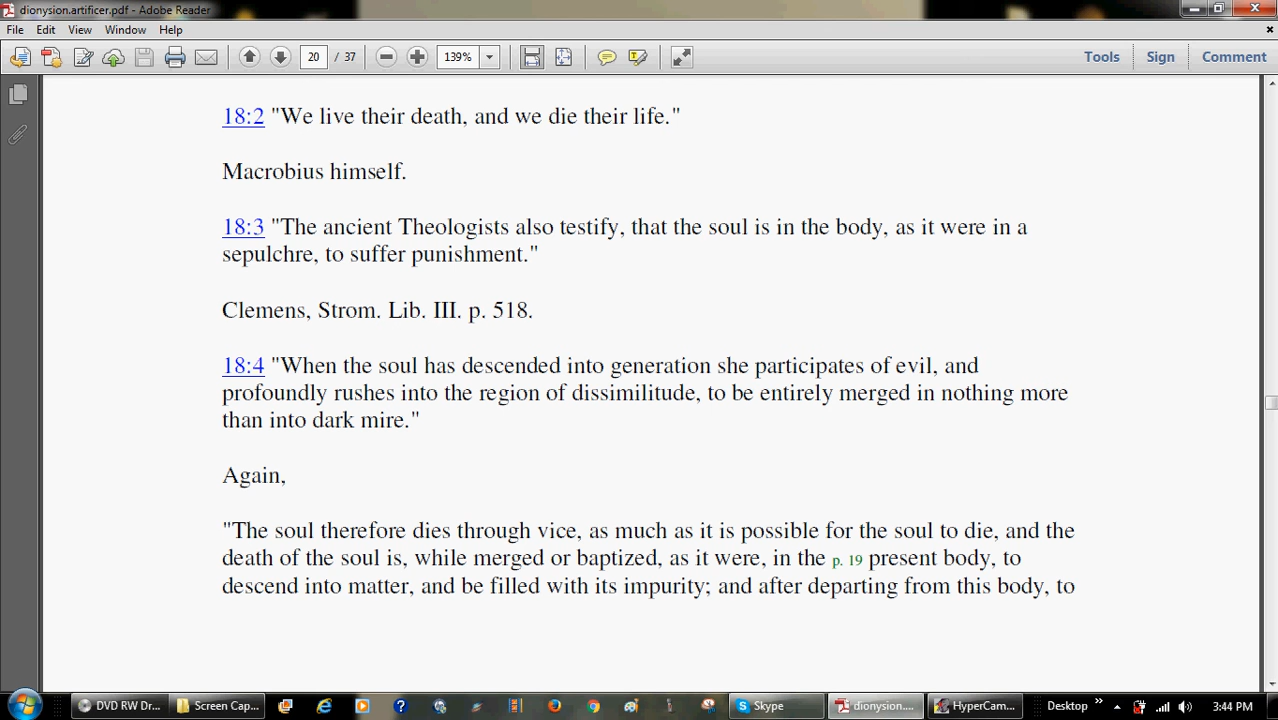 dionysion.artificer.pdf - Adobe Reader
File Edit View Window Help
20 / 37 139% Tools Sign Comment
18:2 "We live their death, and we die their life."
Macrobius himself.
18:3 "The ancient Theologists also testify, that the soul is in the body, as it were in a
sepulchre, to suffer punishment."
Clemens, Strom. Lib. III. p. 518.
18:4 "When the soul has descended into generation she participates of evil, and
profoundly rushes into the region of dissimilitude, to be entirely merged in nothing more
than into dark mire."
Again,
"The soul therefore dies through vice, as much as it is possible for the soul to die, and the
death of the soul is, while merged or baptized, as it were, in the p. 19 present body, to
descend into matter, and be filled with its impurity; and after departing from this body, to
DVD RW Dr... Screen Cap... Skype dionysion.... HyperCam... Desktop 3:44 PM